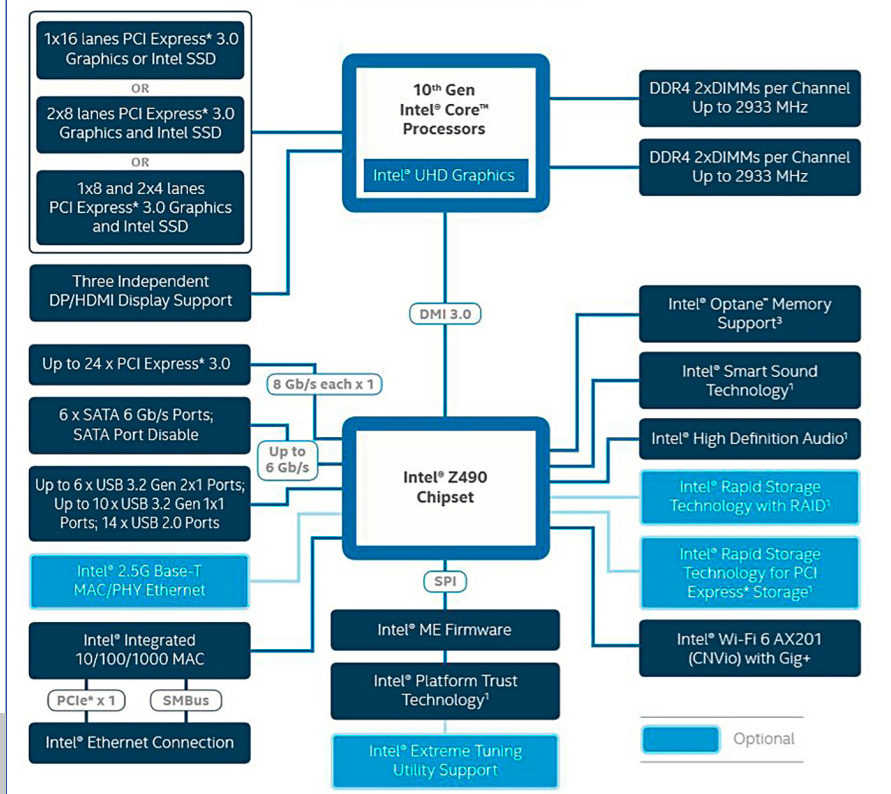 1x16 lanes PCI Express* 3.0
Graphics or Intel SSD
OR
2x8 lanes PCI Express* 3.0
Graphics and Intel SSD
OR
1x8 and 2x4 lanes
PCI Express* 3.0 Graphics
and Intel SSD
Three Independent
DP/HDMI Display Support
10th Gen
Intel® Core™
Processors
Intel® UHD Graphics
DDR4 2xDIMMs per Channel
Up to 2933 MHz
DDR4 2xDIMMs per Channel
Up to 2933 MHz
DMI 3.0
Up to 24 x PCI Express* 3.0
8 Gb/s each x 1
6 x SATA 6 Gb/s Ports;
SATA Port Disable
Up to
6 Gb/s
Up to 6 x USB 3.2 Gen 2x1 Ports;
Up to 10 x USB 3.2 Gen 1x1
Ports; 14 x USB 2.0 Ports
Intel® 2.5G Base-T
MAC/PHY Ethernet
Intel® Integrated
10/100/1000 MAC
PCIe* x 1
SMBus
Intel® Ethernet Connection
Intel® Z490
Chipset
SPI
Intel® ME Firmware
Intel® Platform Trust
Technology¹
Intel® Extreme Tuning
Utility Support
Intel® Optane™ Memory
Support³
Intel® Smart Sound
Technology¹
Intel® High Definition Audio¹
Intel® Rapid Storage
Technology with RAID¹
Intel® Rapid Storage
Technology for PCI
Express* Storage¹
Intel® Wi-Fi 6 AX201
(CNVio) with Gig+
Optional